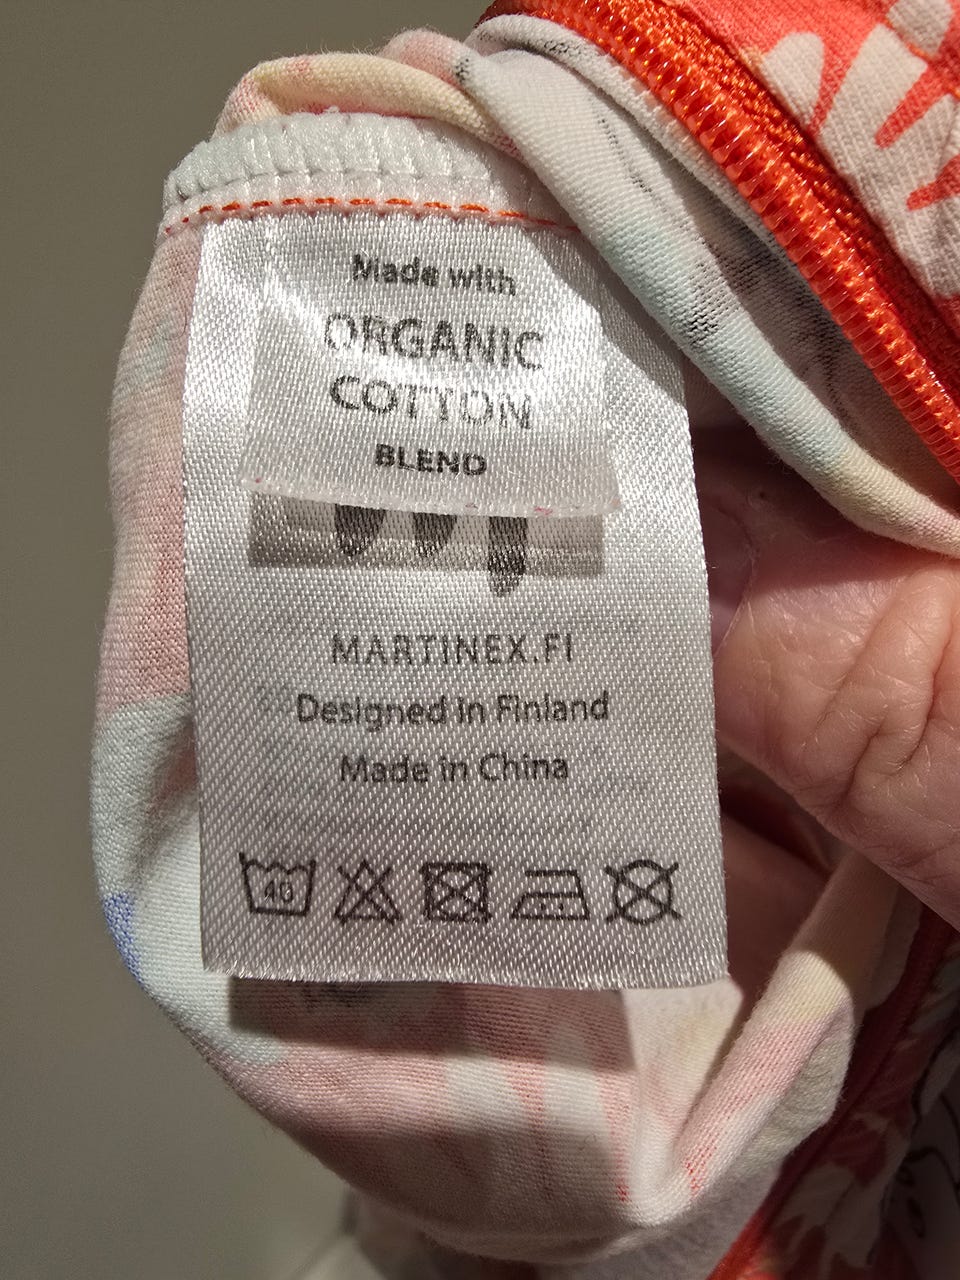 Made with
ORGANIC
COTTON
BLEND
MARTINEX.FI
Designed in Finland
Made in China
40